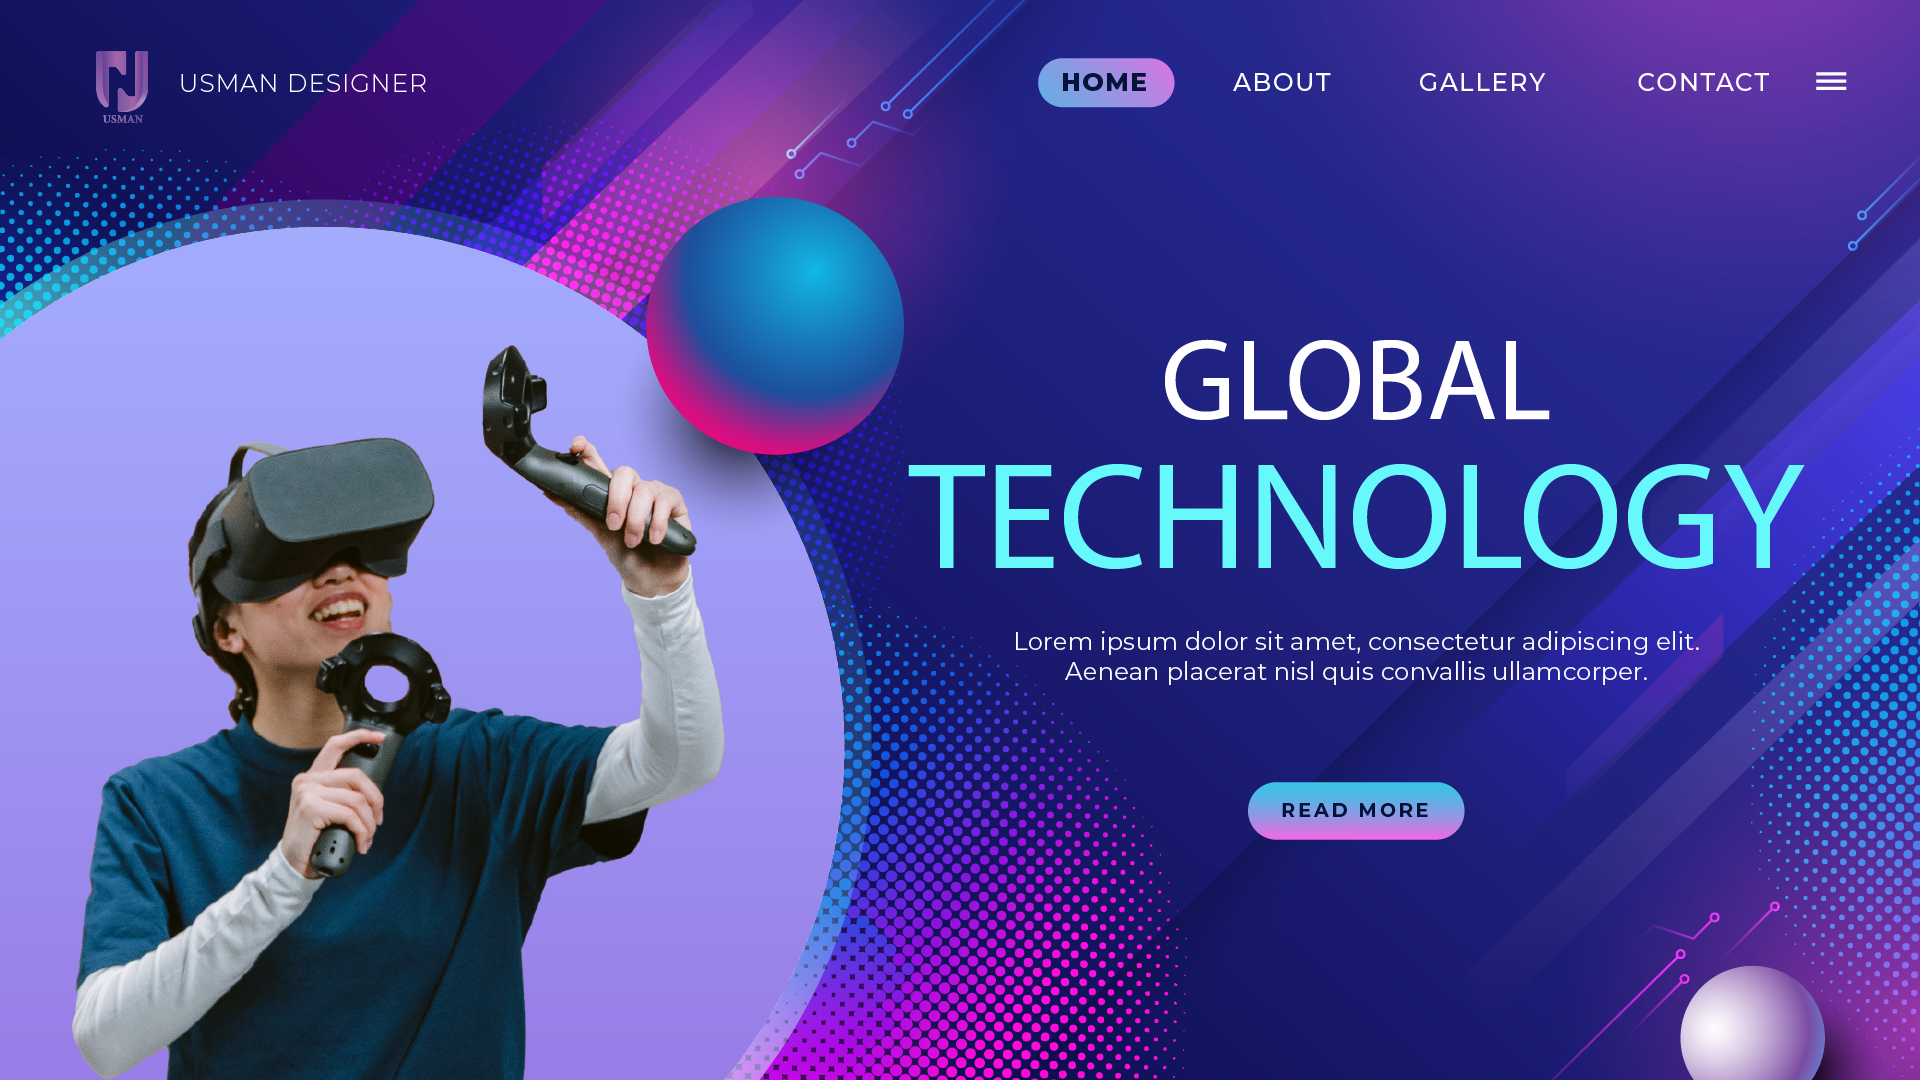 USMAN
USMAN DESIGNER
HOME
ABOUT
GALLERY
CONTACT
GLOBAL
TECHNOLOGY
Lorem ipsum dolor sit amet, consectetur adipiscing elit.
Aenean placerat nisl quis convallis ullamcorper.
READ MORE